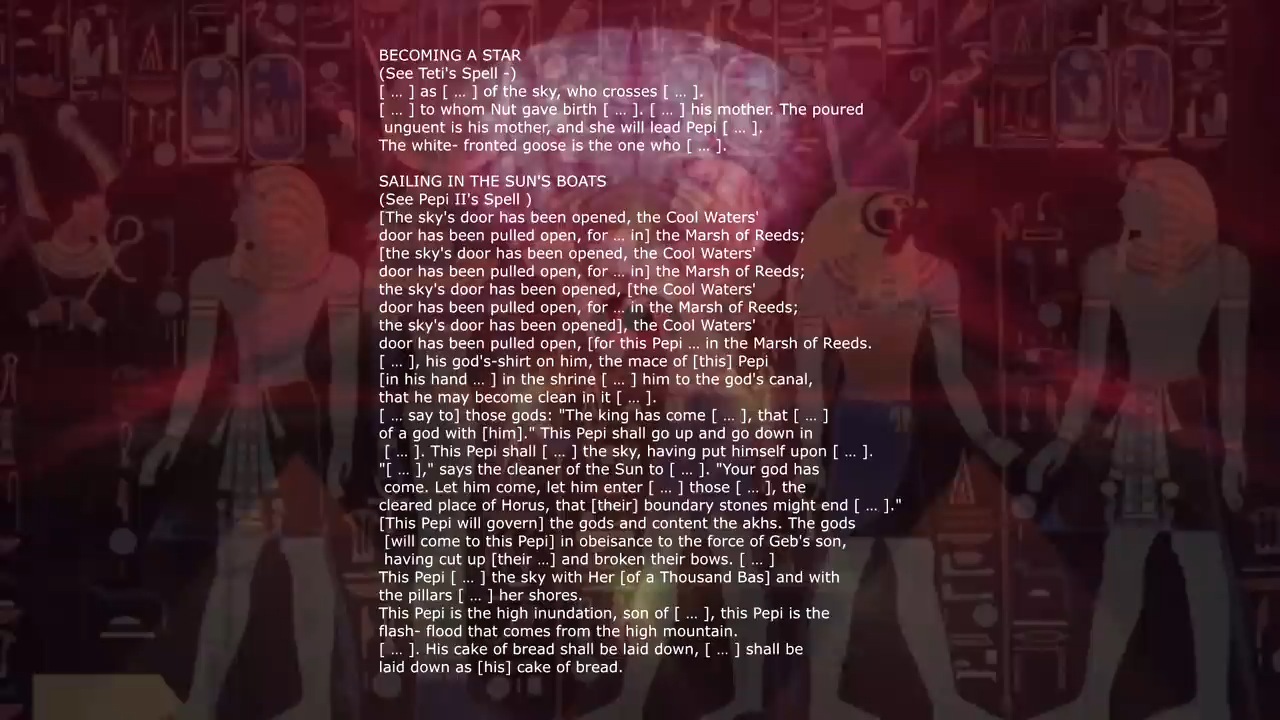 BECOMING A STAR
(See Teti's Spell -)
[ ... ] as [ ... ] of the sky, who crosses [ ... ].
[ ... ] to whom Nut gave birth [ ... ]. [ ... ] his mother. The poured
unguent is his mother, and she will lead Pepi [ ... ].
The white- fronted goose is the one who [ ... ].
SAILING IN THE SUN'S BOATS
(See Pepi II's Spell )
[The sky's door has been opened, the Cool Waters'
door has been pulled open, for ... in] the Marsh of Reeds;
[the sky's door has been opened, the Cool Waters'
door has been pulled open, for ... in] the Marsh of Reeds;
the sky's door has been opened, [the Cool Waters'
door has been pulled open, for ... in the Marsh of Reeds;
the sky's door has been opened], the Cool Waters'
door has been pulled open, [for this Pepi ... in the Marsh of Reeds.
[ ... ], his god's-shirt on him, the mace of [this] Pepi
[in his hand ... ] in the shrine [ ... ] him to the god's canal,
that he may become clean in it [ ... ].
[ ... say to] those gods: "The king has come [ ... ], that [ ... ]
of a god with [him]." This Pepi shall go up and go down in
[ ... ]. This Pepi shall [ ... ] the sky, having put himself upon [ ... ].
"[ ... ]," says the cleaner of the Sun to [ ... ]. "Your god has
come. Let him come, let him enter [ ... ] those [ ... ], the
cleared place of Horus, that [their] boundary stones might end [ ... ]."
[This Pepi will govern] the gods and content the akhs. The gods
[will come to this Pepi] in obeisance to the force of Geb's son,
having cut up [their ...] and broken their bows. [ ... ]
This Pepi [ ... ] the sky with Her [of a Thousand Bas] and with
the pillars [ ... ] her shores.
This Pepi is the high inundation, son of [ ... ], this Pepi is the
flash- flood that comes from the high mountain.
[ ... ]. His cake of bread shall be laid down, [ ... ] shall be
laid down as [his] cake of bread.